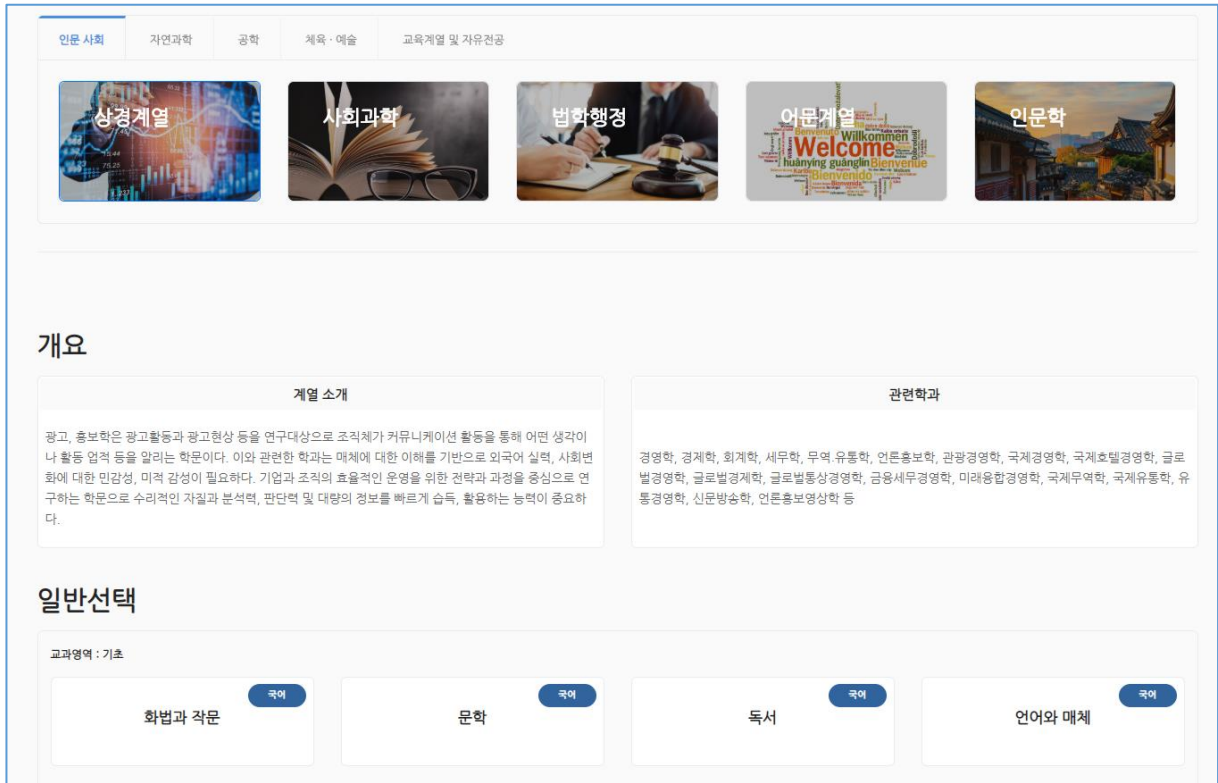 인문 사회
자연과학
공학
체육 · 예술
교육계열 및 자유전공
상경계열
사회과학
법학행정
어문계열
인문학
75.44
75.25
Benvenuto
Willkommen
Welcome
huānyíng guānglín
Bienvenue
Bienvenido
개요
계열 소개
광고, 홍보학은 광고활동과 광고현상 등을 연구대상으로 조직체가 커뮤니케이션 활동을 통해 어떤 생각이
나 활동 업적 등을 알리는 학문이다. 이와 관련한 학과는 매체에 대한 이해를 기반으로 외국어 실력, 사회변
화에 대한 민감성, 미적 감성이 필요하다. 기업과 조직의 효율적인 운영을 위한 전략과 과정을 중심으로 연
구하는 학문으로 수리적인 자질과 분석력, 판단력 및 대량의 정보를 빠르게 습득, 활용하는 능력이 중요하
다.
관련학과
경영학, 경제학, 회계학, 세무학, 무역.유통학, 언론홍보학, 관광경영학, 국제경영학, 국제호텔경영학, 글로
벌경영학, 글로벌경제학, 글로벌통상경영학, 금융세무경영학, 미래융합경영학, 국제무역학, 국제유통학, 유
통경영학, 신문방송학, 언론홍보영상학 등
일반선택
교과영역 : 기초
국어
화법과 작문
국어
문학
국어
독서
국어
언어와 매체